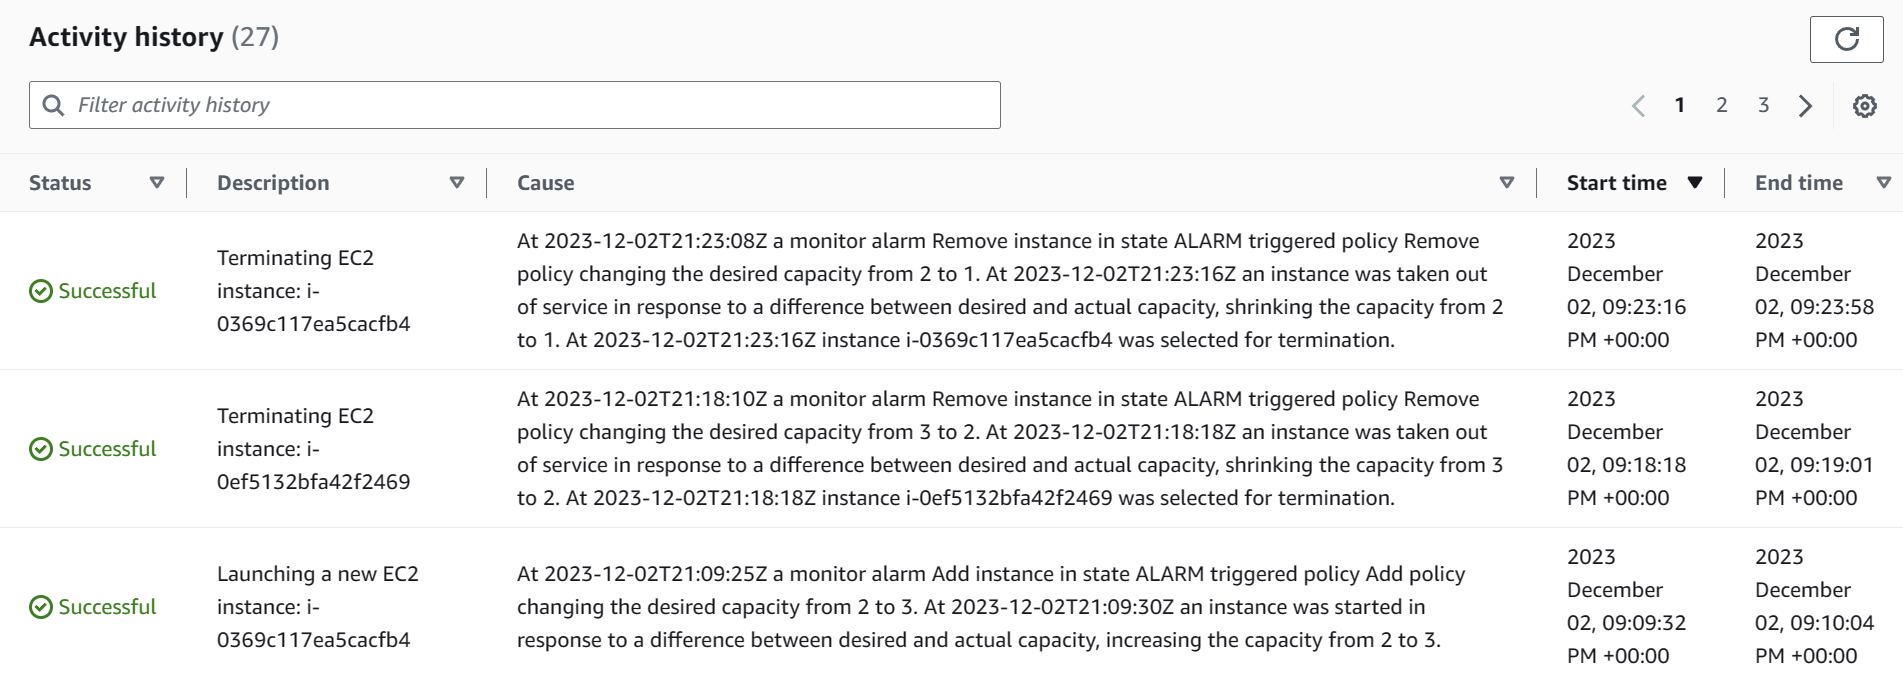 Activity history (27)
Filter activity history
1 2 3
Status Description Cause Start time End time
Successful
Terminating EC2
instance: i-
0369c117ea5cacfb4
At 2023-12-02T21:23:08Z a monitor alarm Remove instance in state ALARM triggered policy Remove
policy changing the desired capacity from 2 to 1. At 2023-12-02T21:23:16Z an instance was taken out
of service in response to a difference between desired and actual capacity, shrinking the capacity from 2
to 1. At 2023-12-02T21:23:16Z instance i-0369c117ea5cacfb4 was selected for termination.
2023
December
02, 09:23:16
PM +00:00
2023
December
02, 09:23:58
PM +00:00
Successful
Terminating EC2
instance: i-
0ef5132bfa42f2469
At 2023-12-02T21:18:10Z a monitor alarm Remove instance in state ALARM triggered policy Remove
policy changing the desired capacity from 3 to 2. At 2023-12-02T21:18:18Z an instance was taken out
of service in response to a difference between desired and actual capacity, shrinking the capacity from 3
to 2. At 2023-12-02T21:18:18Z instance i-0ef5132bfa42f2469 was selected for termination.
2023
December
02, 09:18:18
PM +00:00
2023
December
02, 09:19:01
PM +00:00
Successful
Launching a new EC2
instance: i-
0369c117ea5cacfb4
At 2023-12-02T21:09:25Z a monitor alarm Add instance in state ALARM triggered policy Add policy
changing the desired capacity from 2 to 3. At 2023-12-02T21:09:30Z an instance was started in
response to a difference between desired and actual capacity, increasing the capacity from 2 to 3.
2023
December
02, 09:09:32
PM +00:00
2023
December
02, 09:10:04
PM +00:00